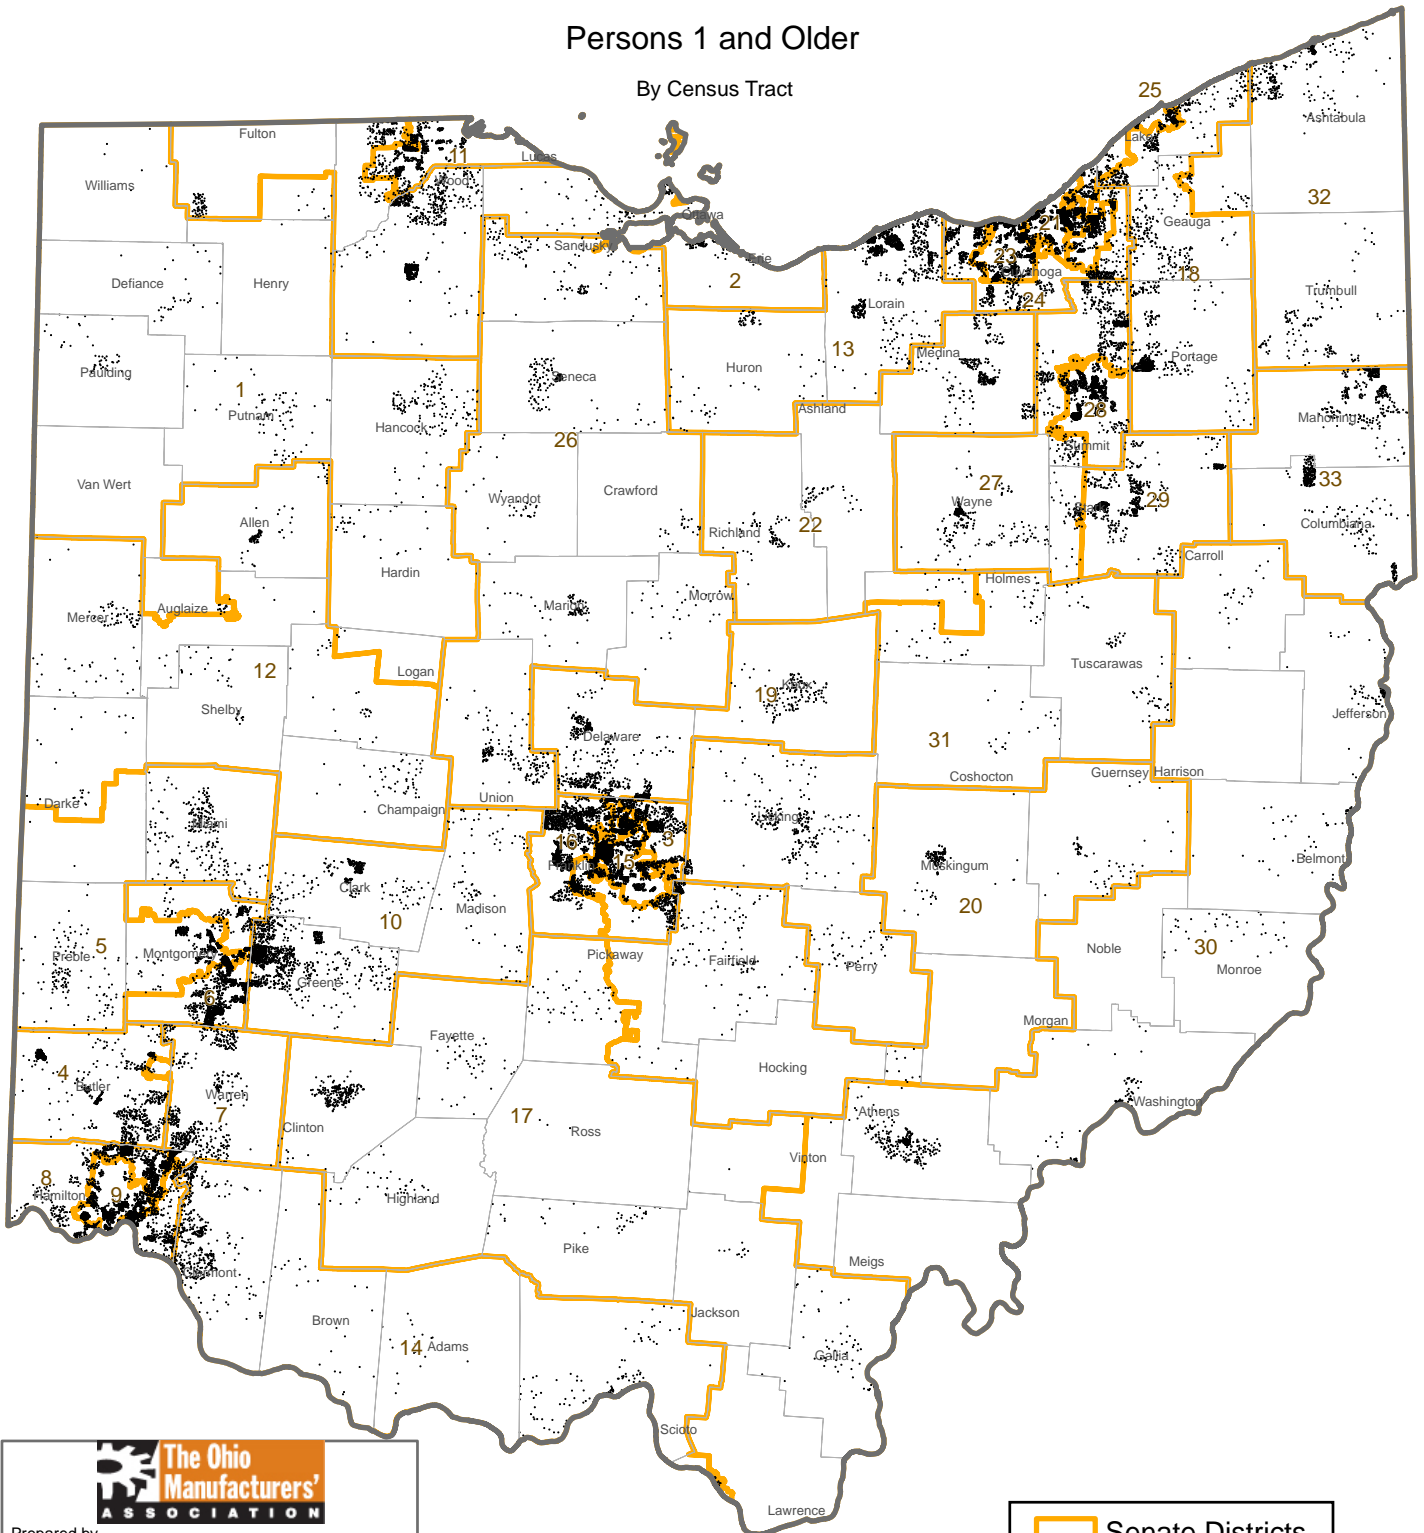 Persons 1 and Older
By Census Tract
25
Ashtabula
Lake
Fulton
11
Lucas
Wood
Williams
32
Ottawa
Geauga
21
Sandusky
Erie
23
Cuyahoga
18
2
Defiance
Henry
24
Lorain
Trumbull
13
Medina
Portage
Huron
Paulding
Seneca
1
Putnam
Ashland
28
Mahoning
Hancock
26
Summit
Van Wert
Wyandot
Crawford
27
Wayne
Stark
29
33
Allen
Richland
22
Columbiana
Carroll
Hardin
Holmes
Marion
Morrow
Mercer
Auglaize
12
Logan
Tuscarawas
Knox
19
Shelby
Jefferson
Delaware
31
Coshocton
Guernsey
Harrison
Union
Darke
Champaign
Miami
Licking
16
3
15
Franklin
Muskingum
Belmont
Clark
10
Madison
20
5
Preble
Montgomery
Pickaway
Fairfield
Perry
Noble
30
Monroe
Greene
6
Morgan
Fayette
4
Butler
Hocking
Warren
7
Washington
Clinton
17
Ross
Athens
Vinton
8
Hamilton
9
Highland
Pike
Meigs
Clermont
Jackson
Brown
14
Adams
Gallia
Scioto
Lawrence
The Ohio
Manufacturers'
ASSOCIATION
Prepared by
Senate Districts